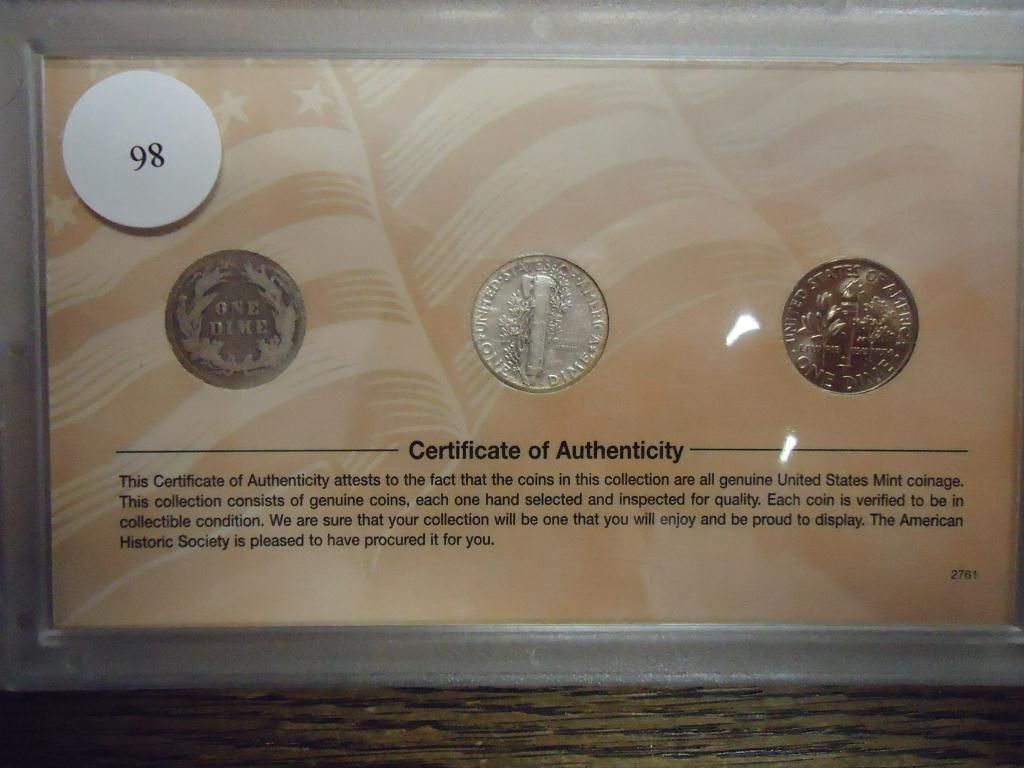 98
ONE
DIME
UNITED STATES OF AMERICA
ONE DIME
UNITED STATES OF AMERICA
ONE DIME
Certificate of Authenticity
This Certificate of Authenticity attests to the fact that the coins in this collection are all genuine United States Mint coinage.
This collection consists of genuine coins, each one hand selected and inspected for quality. Each coin is verified to be in
collectible condition. We are sure that your collection will be one that you will enjoy and be proud to display. The American
Historic Society is pleased to have procured it for you.
2761